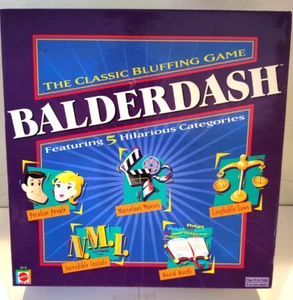 THE CLASSIC BLUFFING GAME
BALDERDASH
Featuring 5 Hilarious Categories
Peculiar People
Marvelous Movies
Laughable Laws
N.M.I.
Incredible Initials
Weird Words
MATTEL